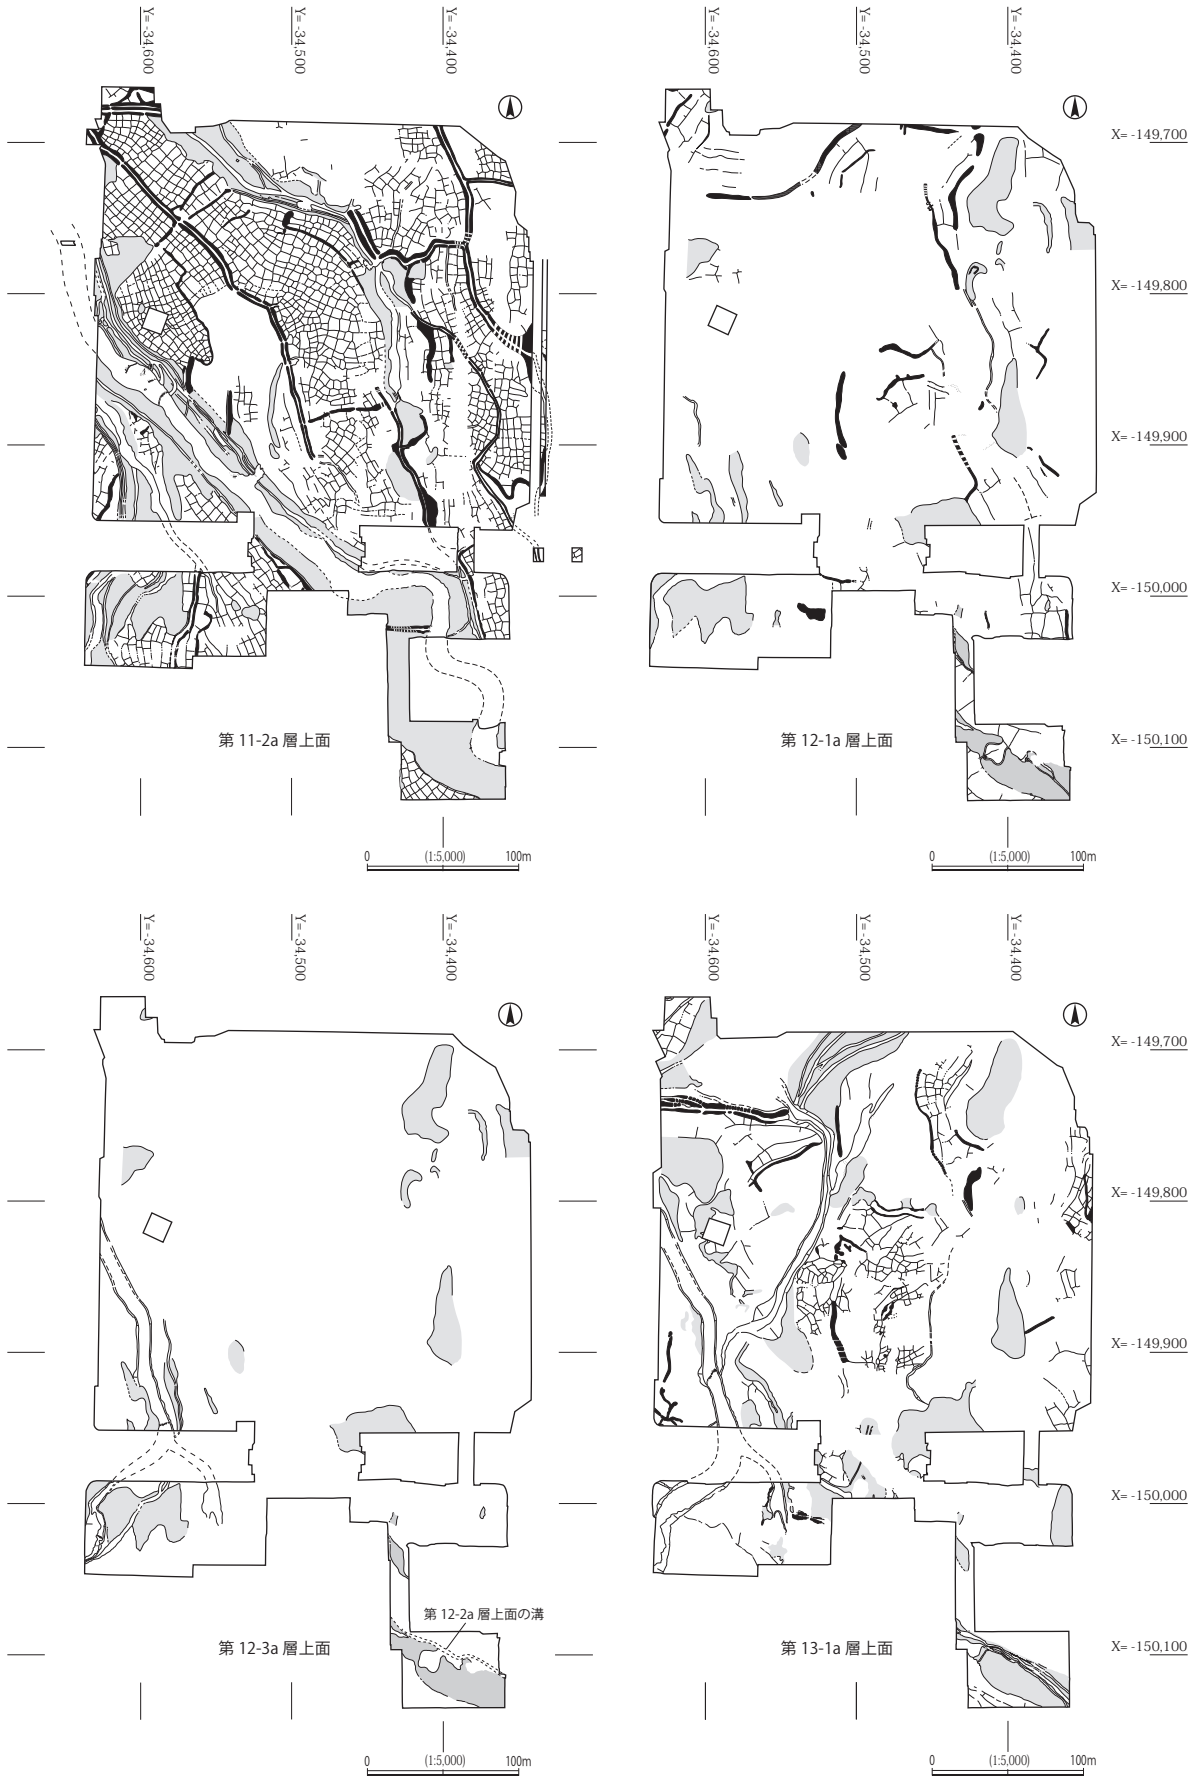 Y= -34,600
Y= -34,500
Y= -34,400
Y= -34,600
Y= -34,500
Y= -34,400
X= -149,700
X= -149,800
X= -149,900
X= -150,000
X= -150,100
第 11-2a 層上面
第 12-1a 層上面
0 (1:5,000) 100m
0 (1:5,000) 100m
Y= -34,600
Y= -34,500
Y= -34,400
Y= -34,600
Y= -34,500
Y= -34,400
X= -149,700
X= -149,800
X= -149,900
X= -150,000
X= -150,100
第 12-2a 層上面の溝
第 12-3a 層上面
第 13-1a 層上面
0 (1:5,000) 100m
0 (1:5,000) 100m